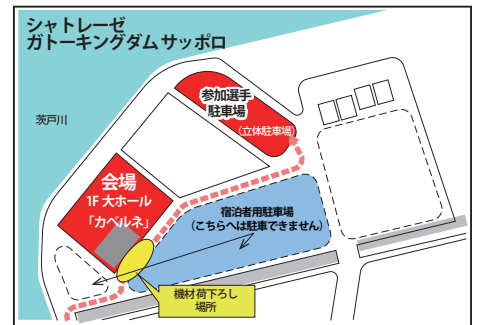 シャトレーゼ
ガトーキングダム サッポロ
茨戸川
参加選手
駐車場
（立体駐車場）
会場
1F 大ホール
「カベルネ」
宿泊者用駐車場
（こちらへは駐車できません）
機材荷下ろし
場所